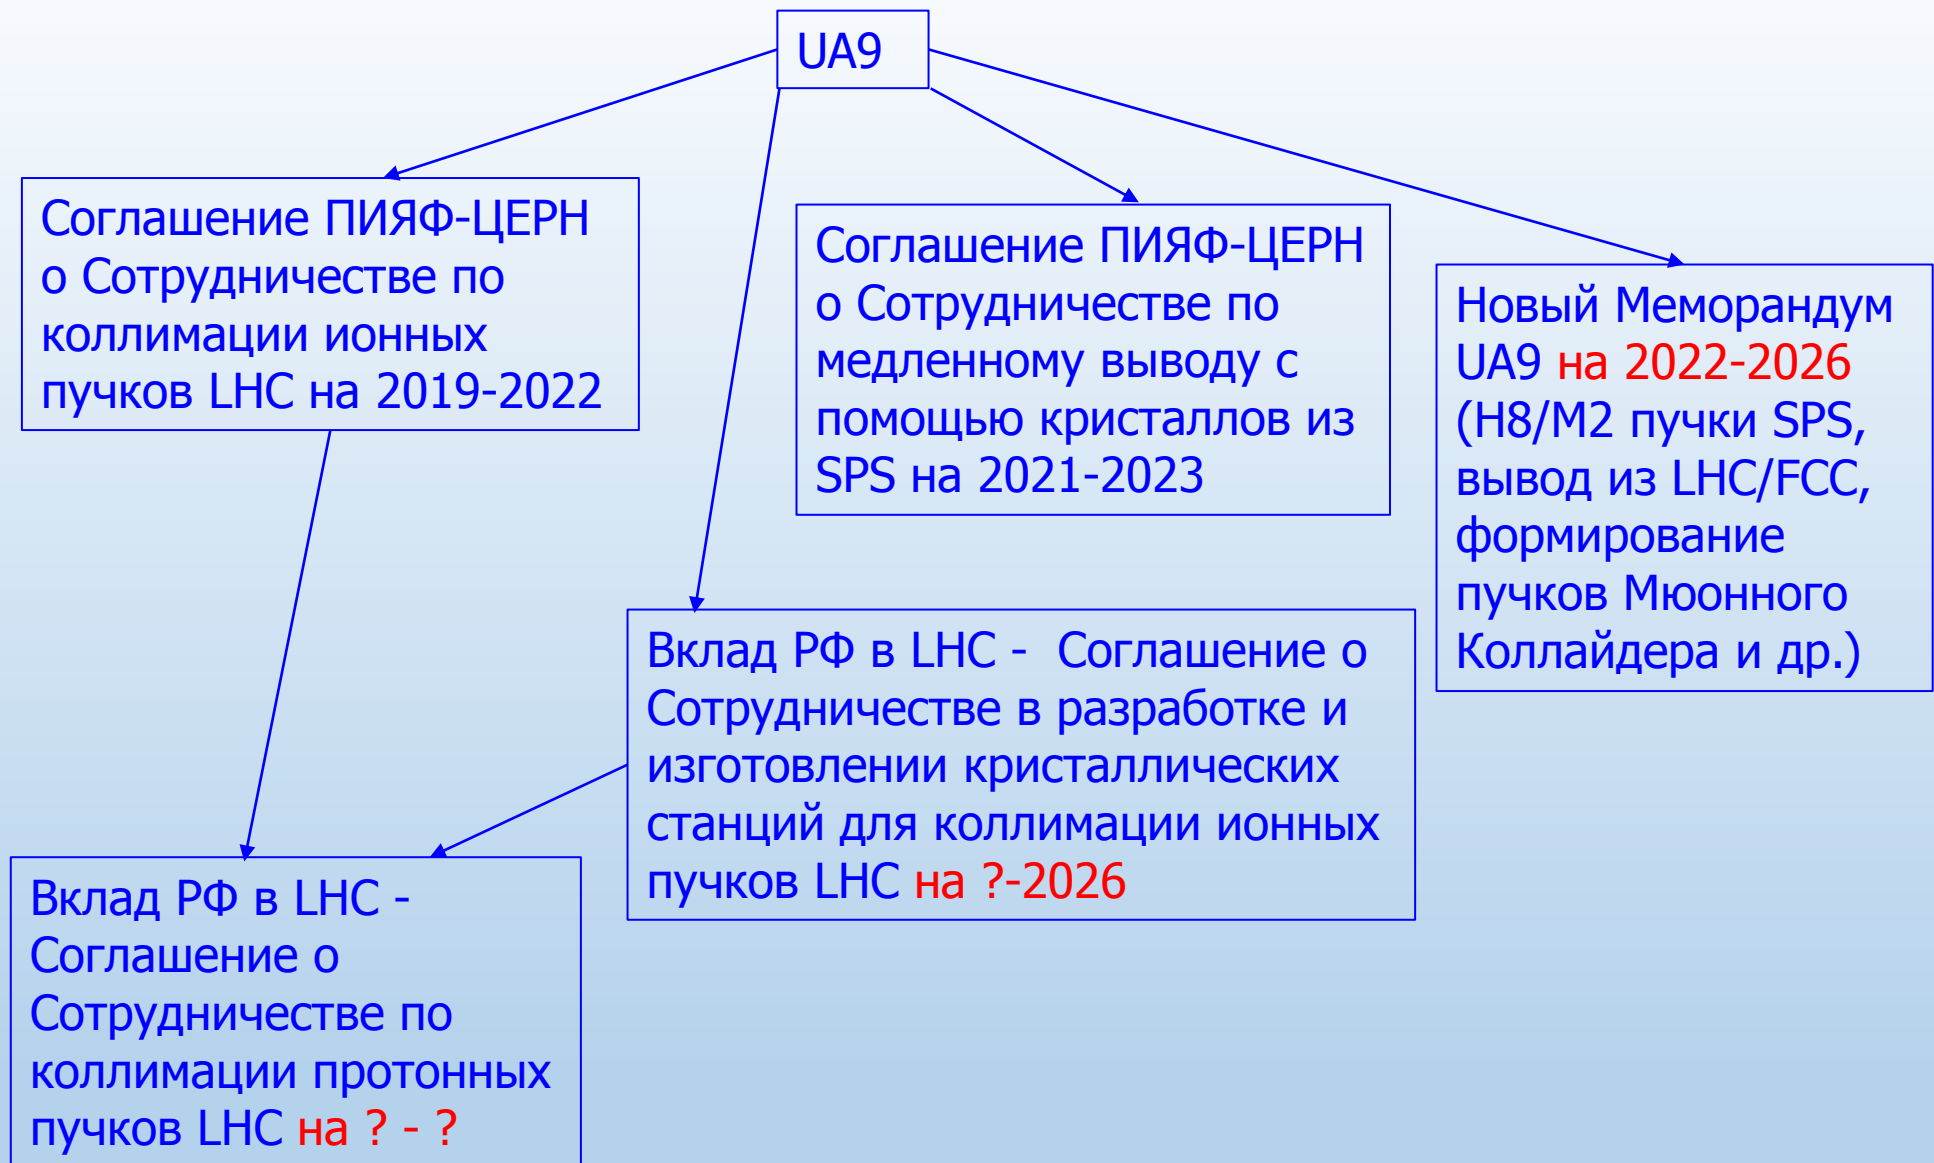 UA9
Соглашение ПИЯФ-ЦЕРН
о Сотрудничестве по
коллимации ионных
пучков LHC на 2019-2022
Соглашение ПИЯФ-ЦЕРН
о Сотрудничестве по
медленному выводу с
помощью кристаллов из
SPS на 2021-2023
Новый Меморандум
UA9 на 2022-2026
(H8/M2 пучки SPS,
вывод из LHC/FCC,
формирование
пучков Мюонного
Коллайдера и др.)
Вклад РФ в LHC - Соглашение о
Сотрудничестве в разработке и
изготовлении кристаллических
станций для коллимации ионных
пучков LHC на ?-2026
Вклад РФ в LHC -
Соглашение о
Сотрудничестве по
коллимации протонных
пучков LHC на ? - ?